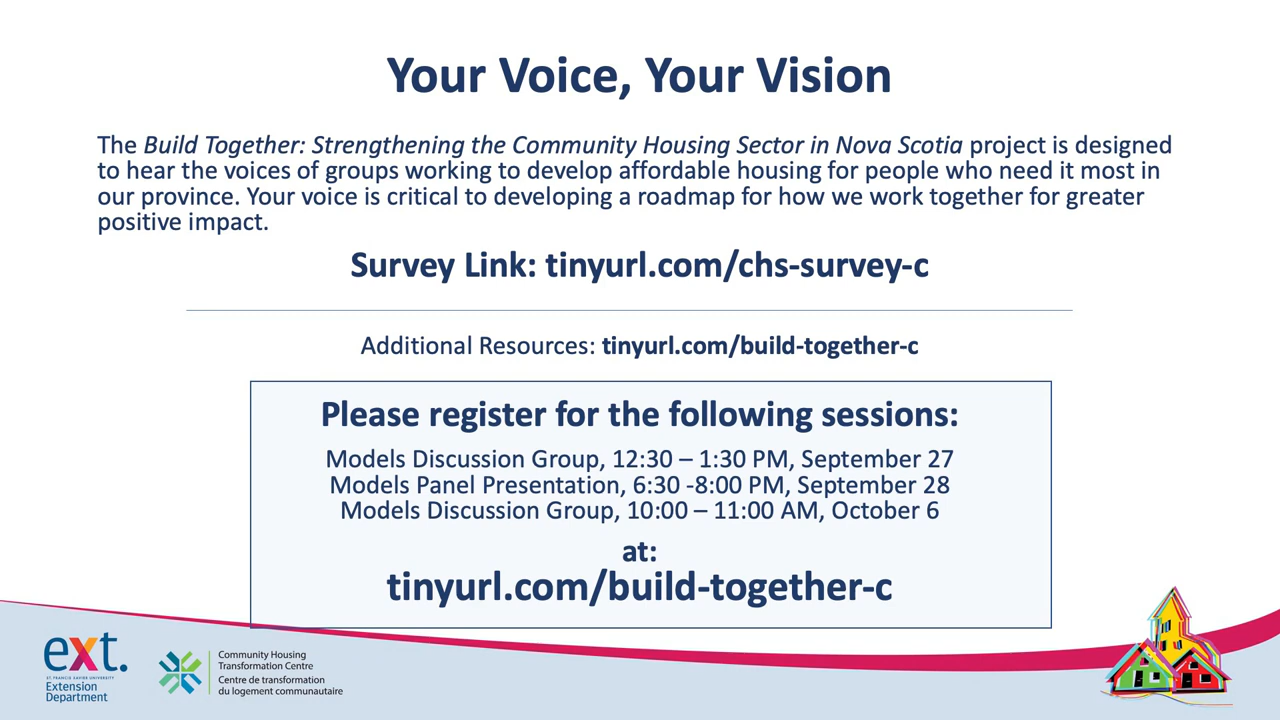 Your Voice, Your Vision
The Build Together: Strengthening the Community Housing Sector in Nova Scotia project is designed
to hear the voices of groups working to develop affordable housing for people who need it most in
our province. Your voice is critical to developing a roadmap for how we work together for greater
positive impact.
Survey Link: tinyurl.com/chs-survey-c
Additional Resources: tinyurl.com/build-together-c
Please register for the following sessions:
Models Discussion Group, 12:30 – 1:30 PM, September 27
Models Panel Presentation, 6:30 -8:00 PM, September 28
Models Discussion Group, 10:00 – 11:00 AM, October 6
at:
tinyurl.com/build-together-c
ext.
ST. FRANCIS XAVIER UNIVERSITY
Extension
Department
Community Housing
Transformation Centre
Centre de transformation
du logement communautaire